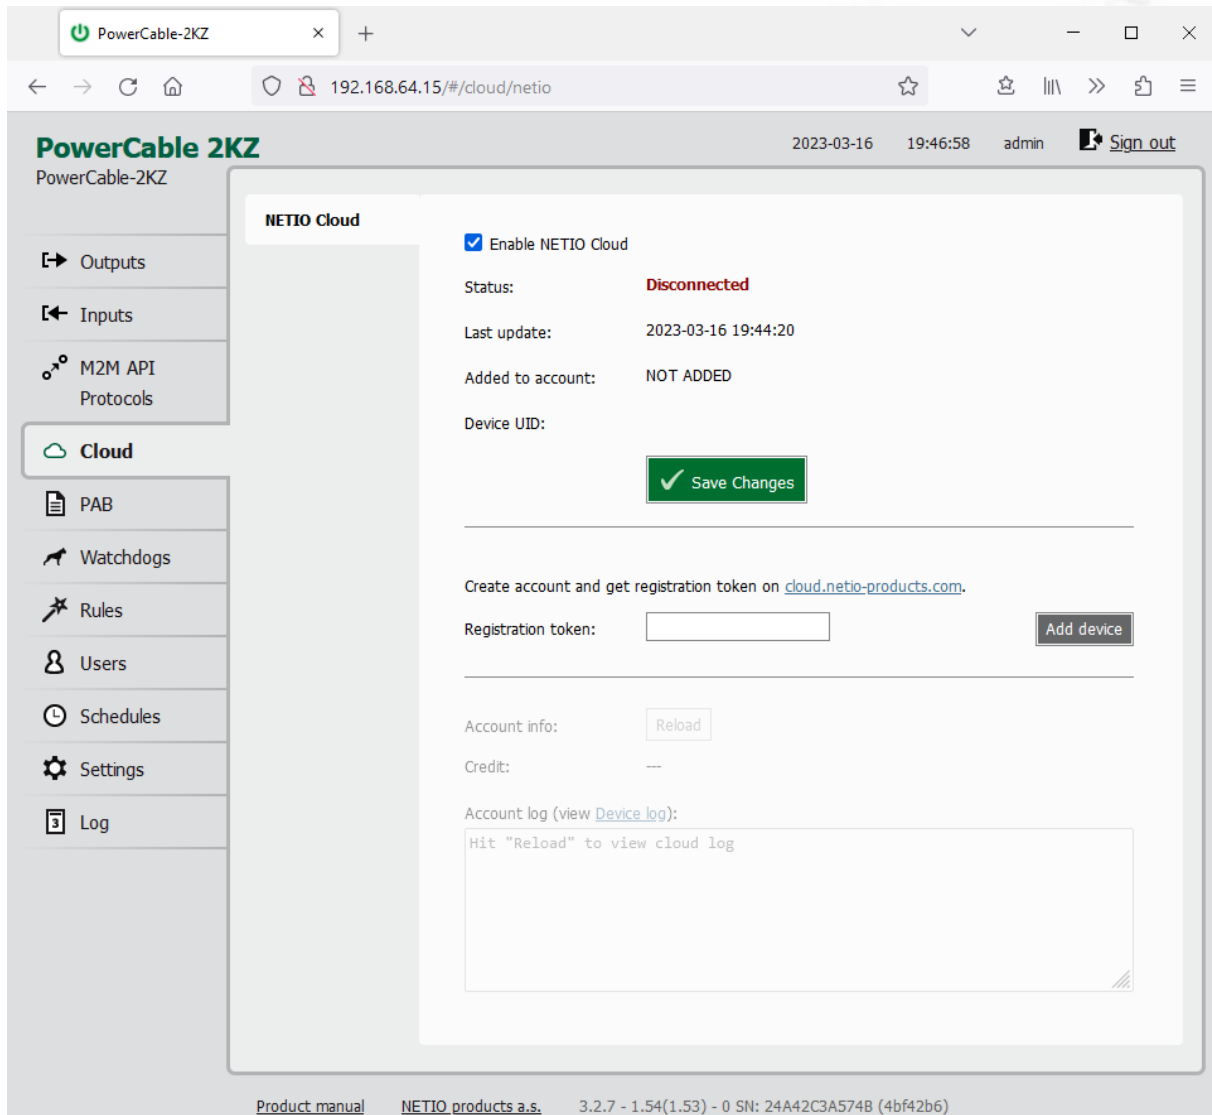 PowerCable-2KZ
192.168.64.15/#/cloud/netio
PowerCable 2KZ
2023-03-16 19:46:58 admin Sign out
PowerCable-2KZ
Outputs
Inputs
M2M API
Protocols
Cloud
PAB
Watchdogs
Rules
Users
Schedules
Settings
3 Log
NETIO Cloud
Enable NETIO Cloud
Status: Disconnected
Last update: 2023-03-16 19:44:20
Added to account: NOT ADDED
Device UID:
Save Changes
Create account and get registration token on cloud.netio-products.com.
Registration token: Add device
Account info: Reload
Credit: ---
Account log (view Device log):
Hit "Reload" to view cloud log
Product manual NETIO products a.s. 3.2.7 - 1.54(1.53) - 0 SN: 24A42C3A574B (4bf42b6)